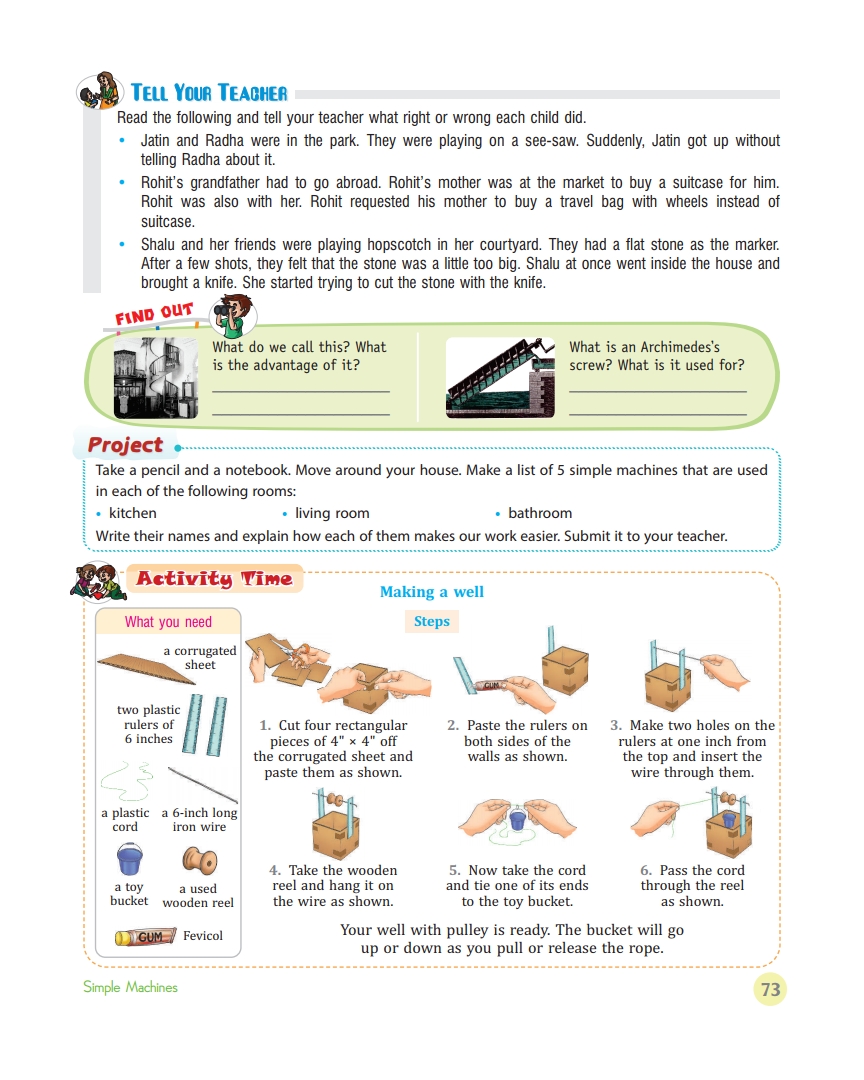 TELL YOUR TEACHER
Read the following and tell your teacher what right or wrong each child did.
• Jatin and Radha were in the park. They were playing on a see-saw. Suddenly, Jatin got up without
telling Radha about it.
• Rohit's grandfather had to go abroad. Rohit's mother was at the market to buy a suitcase for him.
Rohit was also with her. Rohit requested his mother to buy a travel bag with wheels instead of
suitcase.
• Shalu and her friends were playing hopscotch in her courtyard. They had a flat stone as the marker.
After a few shots, they felt that the stone was a little too big. Shalu at once went inside the house and
brought a knife. She started trying to cut the stone with the knife.
FIND OUT
What do we call this? What
is the advantage of it?
What is an Archimedes's
screw? What is it used for?
Project
Take a pencil and a notebook. Move around your house. Make a list of 5 simple machines that are used
in each of the following rooms:
• kitchen
• living room
• bathroom
Write their names and explain how each of them makes our work easier. Submit it to your teacher.
Activity Time
Making a well
What you need
a corrugated
sheet
two plastic
rulers of
6 inches
a plastic
cord
a 6-inch long
iron wire
a toy
bucket
a used
wooden reel
GUM
Fevicol
Steps
GUM
1. Cut four rectangular
pieces of 4" × 4" off
the corrugated sheet and
paste them as shown.
2. Paste the rulers on
both sides of the
walls as shown.
3. Make two holes on the
rulers at one inch from
the top and insert the
wire through them.
4. Take the wooden
reel and hang it on
the wire as shown.
5. Now take the cord
and tie one of its ends
to the toy bucket.
6. Pass the cord
through the reel
as shown.
Your well with pulley is ready. The bucket will go
up or down as you pull or release the rope.
Simple Machines
73